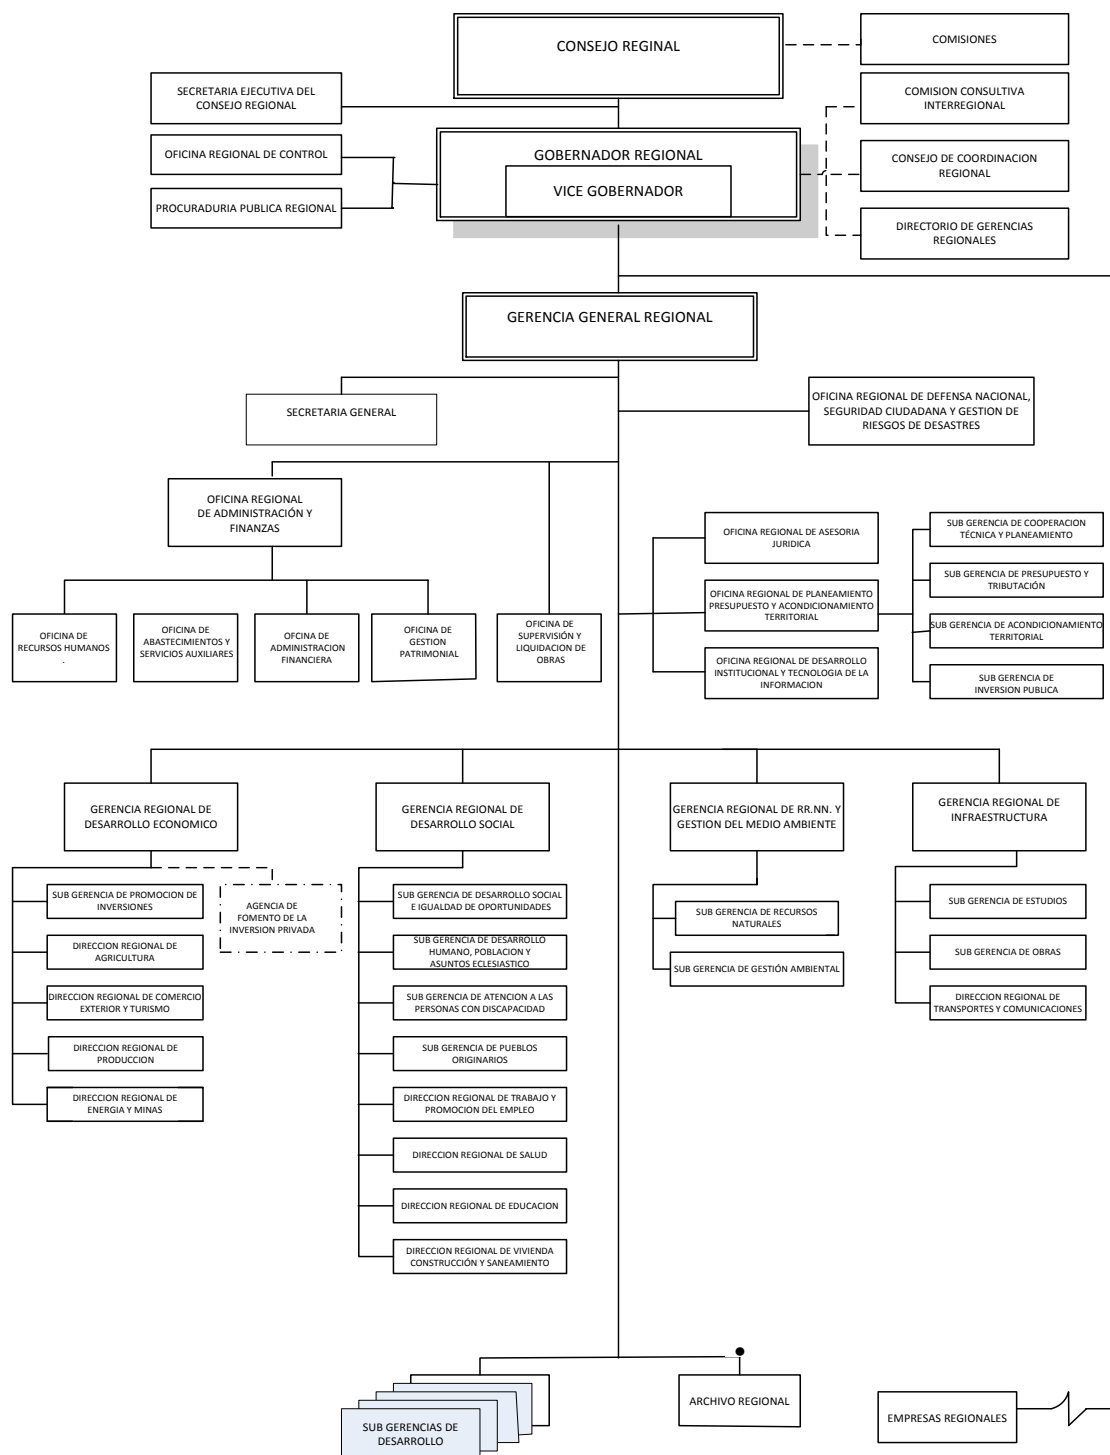 CONSEJO REGINAL
COMISIONES
SECRETARIA EJECUTIVA DEL
CONSEJO REGIONAL
COMISION CONSULTIVA
INTERREGIONAL
OFICINA REGIONAL DE CONTROL
GOBERNADOR REGIONAL
VICE GOBERNADOR
CONSEJO DE COORDINACION
REGIONAL
PROCURADURIA PUBLICA REGIONAL
DIRECTORIO DE GERENCIAS
REGIONALES
GERENCIA GENERAL REGIONAL
SECRETARIA GENERAL
OFICINA REGIONAL DE DEFENSA NACIONAL,
SEGURIDAD CIUDADANA Y GESTION DE
RIESGOS DE DESASTRES
OFICINA REGIONAL
DE ADMINISTRACIÓN Y
FINANZAS
OFICINA DE
RECURSOS HUMANOS
.
OFICINA DE
ABASTECIMIENTOS Y
SERVICIOS AUXILIARES
OFICINA DE
ADMINISTRACION
FINANCIERA
OFICINA DE
GESTION
PATRIMONIAL
OFICINA DE
SUPERVISIÓN Y
LIQUIDACION DE
OBRAS
OFICINA REGIONAL DE ASESORIA
JURIDICA
OFICINA REGIONAL DE PLANEAMIENTO
PRESUPUESTO Y ACONDICIONAMIENTO
TERRITORIAL
OFICINA REGIONAL DE DESARROLLO
INSTITUCIONAL Y TECNOLOGIA DE LA
INFORMACION
SUB GERENCIA DE COOPERACION
TÉCNICA Y PLANEAMIENTO
SUB GERENCIA DE PRESUPUESTO Y
TRIBUTACIÓN
SUB GERENCIA DE ACONDICIONAMIENTO
TERRITORIAL
SUB GERENCIA DE
INVERSION PUBLICA
GERENCIA REGIONAL DE
DESARROLLO ECONOMICO
GERENCIA REGIONAL DE
DESARROLLO SOCIAL
GERENCIA REGIONAL DE RR.NN. Y
GESTION DEL MEDIO AMBIENTE
GERENCIA REGIONAL DE
INFRAESTRUCTURA
SUB GERENCIA DE PROMOCION DE
INVERSIONES
AGENCIA DE
FOMENTO DE LA
INVERSION PRIVADA
DIRECCION REGIONAL DE
AGRICULTURA
DIRECCION REGIONAL DE COMERCIO
EXTERIOR Y TURISMO
DIRECCION REGIONAL DE
PRODUCCION
DIRECCION REGIONAL DE
ENERGIA Y MINAS
SUB GERENCIA DE DESARROLLO SOCIAL
E IGUALDAD DE OPORTUNIDADES
SUB GERENCIA DE DESARROLLO
HUMANO, POBLACION Y
ASUNTOS ECLESIASTICO
SUB GERENCIA DE ATENCION A LAS
PERSONAS CON DISCAPACIDAD
SUB GERENCIA DE PUEBLOS
ORIGINARIOS
DIRECCION REGIONAL DE TRABAJO Y
PROMOCION DEL EMPLEO
DIRECCION REGIONAL DE SALUD
DIRECCION REGIONAL DE EDUCACION
DIRECCION REGIONAL DE VIVIENDA
CONSTRUCCIÓN Y SANEAMIENTO
SUB GERENCIA DE RECURSOS
NATURALES
SUB GERENCIA DE GESTIÓN AMBIENTAL
SUB GERENCIA DE ESTUDIOS
SUB GERENCIA DE OBRAS
DIRECCION REGIONAL DE
TRANSPORTES Y COMUNICACIONES
SUB GERENCIAS DE
DESARROLLO
ARCHIVO REGIONAL
EMPRESAS REGIONALES